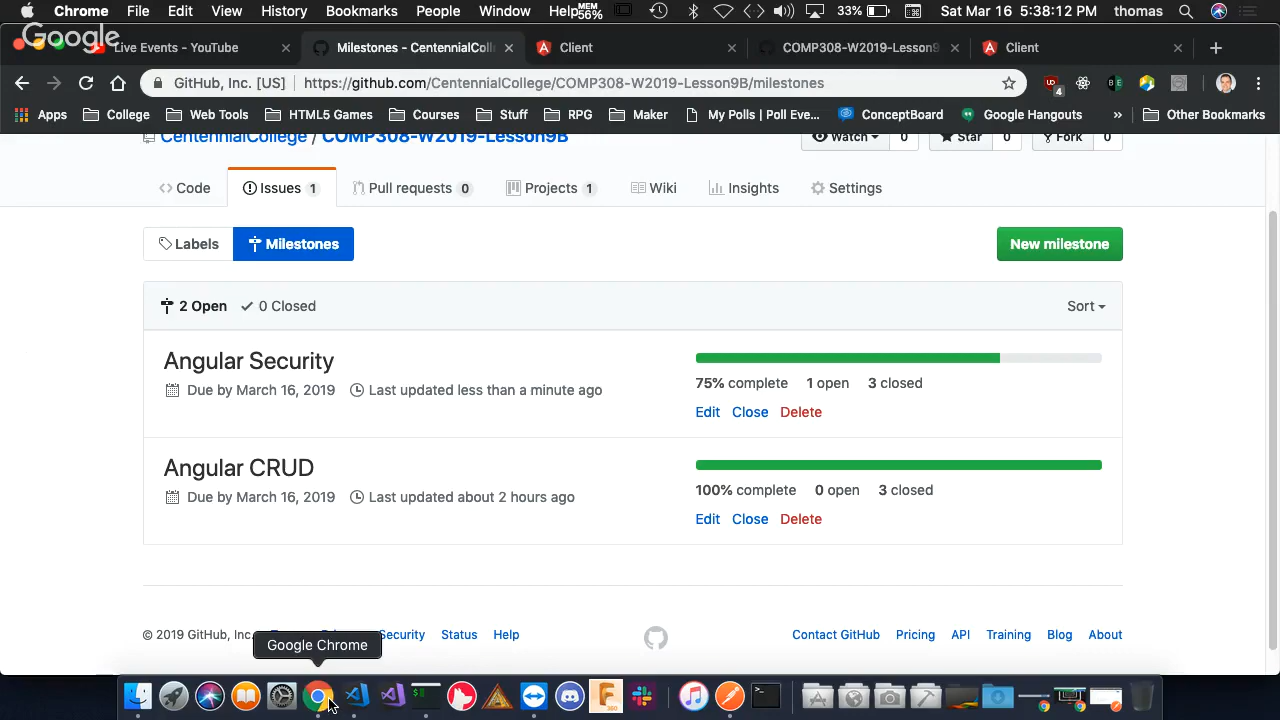 Chrome File Edit View History Bookmarks People Window Help MEM 56% 33% Sat Mar 16 5:38:12 PM thomas
Google
Live Events - YouTube × Milestones - CentennialColl × Client × COMP308-W2019-Lesson9 × Client × +
GitHub, Inc. [US] https://github.com/CentennialCollege/COMP308-W2019-Lesson9B/milestones 4
Apps College Web Tools HTML5 Games Courses Stuff RPG Maker My Polls | Poll Eve... ConceptBoard Google Hangouts » Other Bookmarks
CentennialCollege / COMP308-W2019-Lesson9B Watch 0 Star 0 Fork 0
Code Issues 1 Pull requests 0 Projects 1 Wiki Insights Settings
Labels Milestones New milestone
2 Open 0 Closed Sort
Angular Security
Due by March 16, 2019 Last updated less than a minute ago
75% complete 1 open 3 closed
Edit Close Delete
Angular CRUD
Due by March 16, 2019 Last updated about 2 hours ago
100% complete 0 open 3 closed
Edit Close Delete
© 2019 GitHub, Inc. Security Status Help Contact GitHub Pricing API Training Blog About
Google Chrome